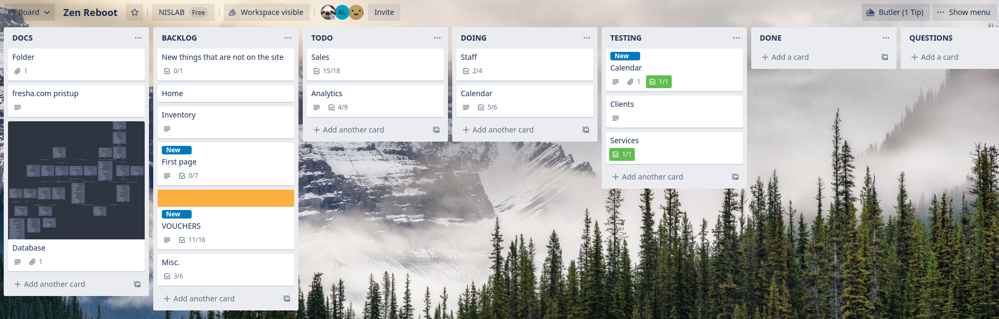 Board
Zen Reboot
NISLAB Free
Workspace visible
AL
Invite
Butler (1 Tip)
Show menu
DOCS
Folder
1
fresha.com pristup
Database
1
Add another card
BACKLOG
New things that are not on the site
0/1
Home
Inventory
New
First page
0/7
New
VOUCHERS
11/16
Misc.
3/6
Add another card
TODO
Sales
15/18
Analytics
4/9
Add another card
DOING
Staff
2/4
Calendar
5/6
Add another card
TESTING
New
Calendar
1 1/1
Clients
Services
1/1
Add another card
DONE
Add a card
QUESTIONS
Add a card